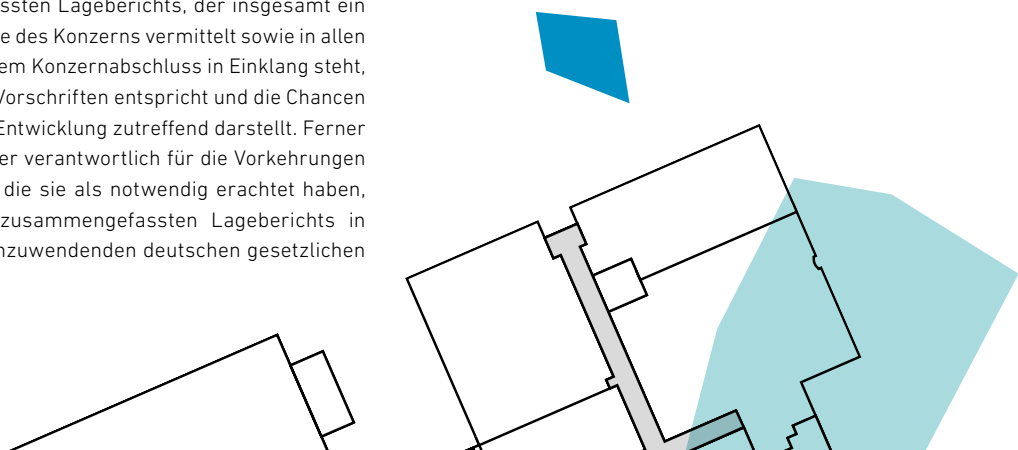 ssten Lageberichts, der insgesamt ein
e des Konzerns vermittelt sowie in allen
em Konzernabschluss in Einklang steht,
Vorschriften entspricht und die Chancen
Entwicklung zutreffend darstellt. Ferner
er verantwortlich für die Vorkehrungen
die sie als notwendig erachtet haben,
zusammengefassten Lageberichts in
nzuwendenden deutschen gesetzlichen